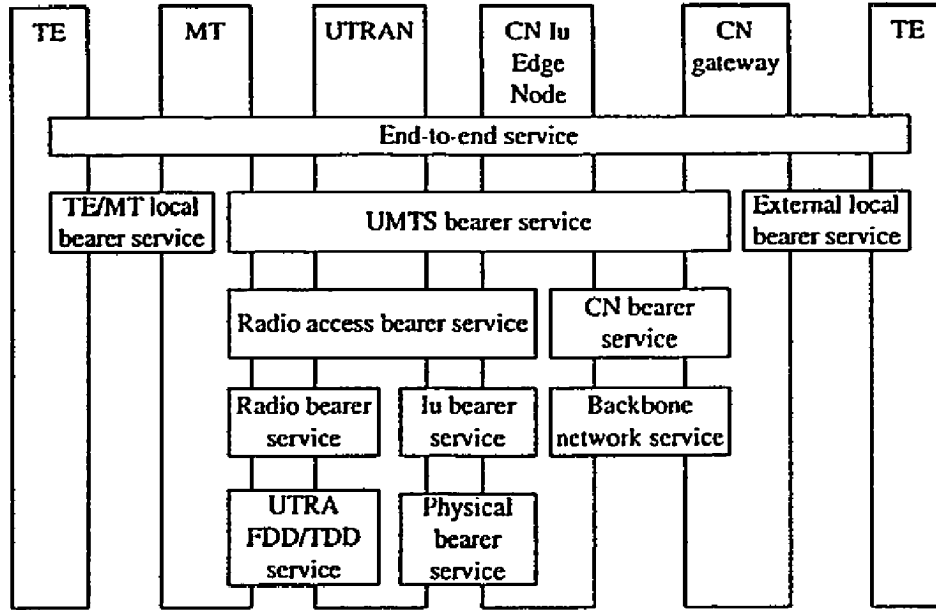 TE
MT
UTRAN
CN Iu
Edge
Node
CN
gateway
TE
End-to-end service
TE/MT local
bearer service
UMTS bearer service
External local
bearer service
Radio access bearer service
CN bearer
service
Radio bearer
service
Iu bearer
service
Backbone
network service
UTRA
FDD/TDD
service
Physical
bearer
service